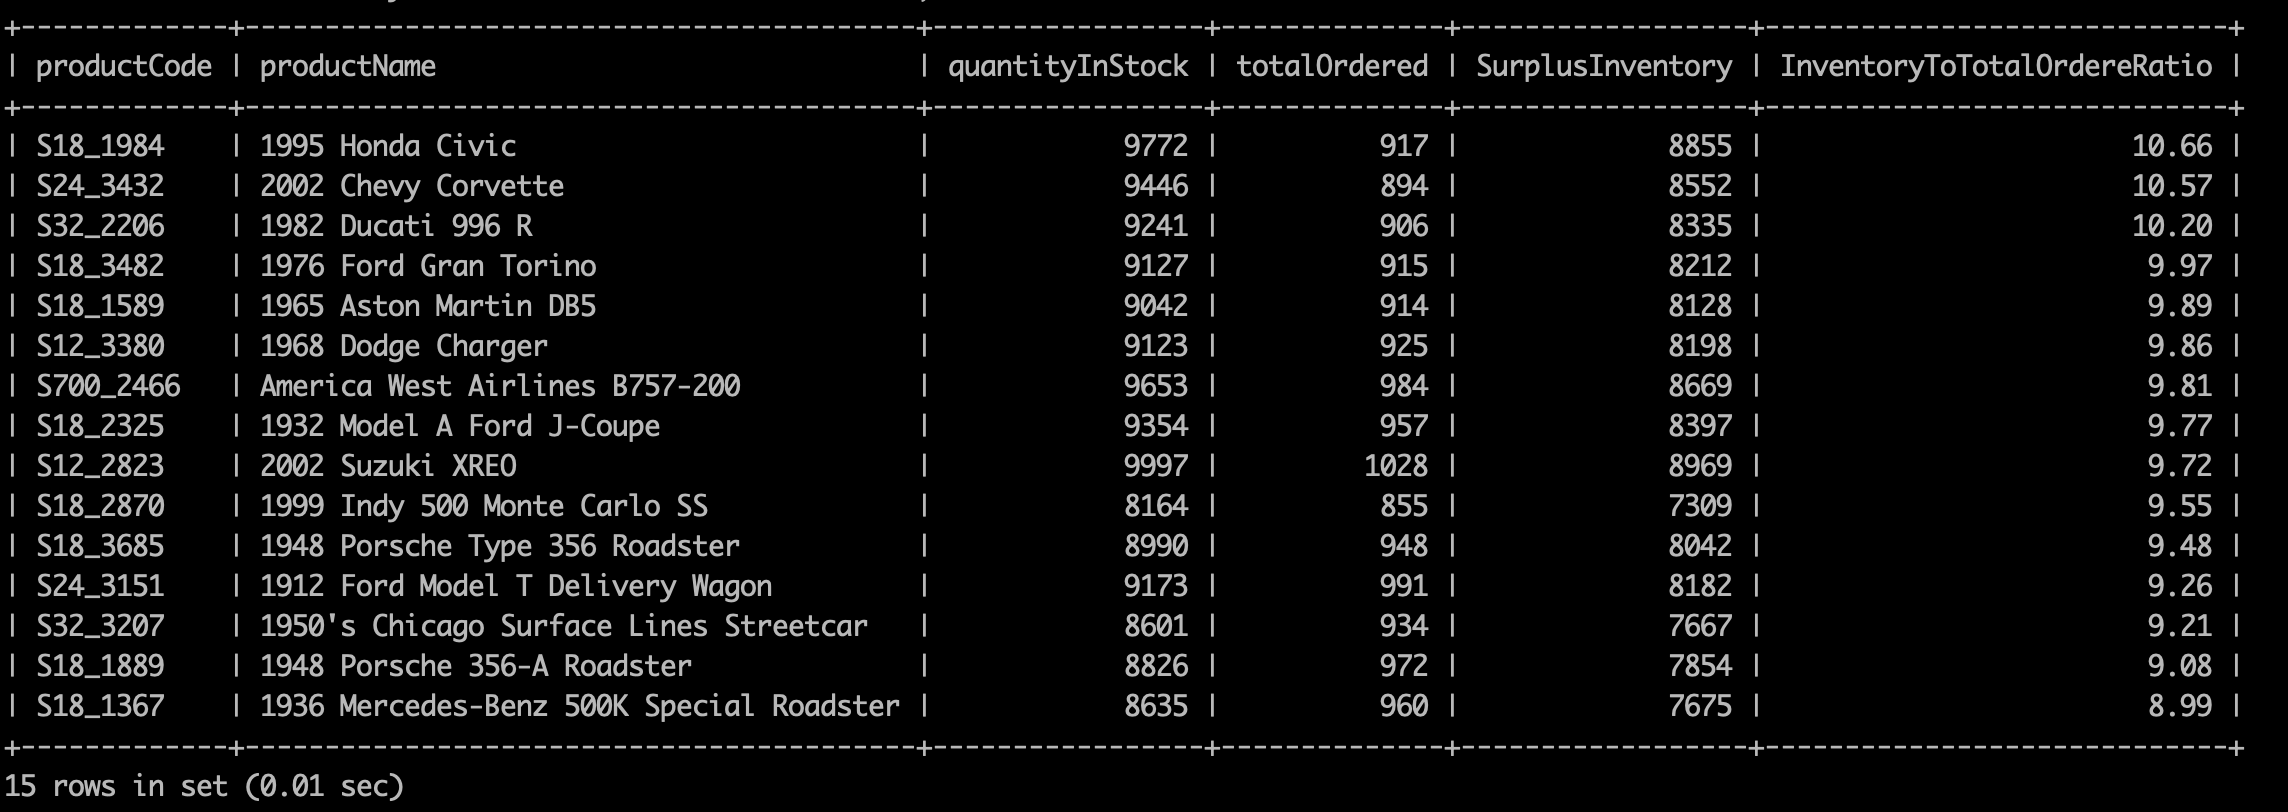 +-------------+-----------------------------------------+-----------------+--------------+------------------+-----------------------------+
| productCode | productName                             | quantityInStock | totalOrdered | SurplusInventory | InventoryToTotalOrdereRatio |
+-------------+-----------------------------------------+-----------------+--------------+------------------+-----------------------------+
| S18_1984    | 1995 Honda Civic                        |            9772 |          917 |             8855 |                       10.66 |
| S24_3432    | 2002 Chevy Corvette                     |            9446 |          894 |             8552 |                       10.57 |
| S32_2206    | 1982 Ducati 996 R                       |            9241 |          906 |             8335 |                       10.20 |
| S18_3482    | 1976 Ford Gran Torino                   |            9127 |          915 |             8212 |                        9.97 |
| S18_1589    | 1965 Aston Martin DB5                   |            9042 |          914 |             8128 |                        9.89 |
| S12_3380    | 1968 Dodge Charger                      |            9123 |          925 |             8198 |                        9.86 |
| S700_2466   | America West Airlines B757-200          |            9653 |          984 |             8669 |                        9.81 |
| S18_2325    | 1932 Model A Ford J-Coupe               |            9354 |          957 |             8397 |                        9.77 |
| S12_2823    | 2002 Suzuki XREO                        |            9997 |         1028 |             8969 |                        9.72 |
| S18_2870    | 1999 Indy 500 Monte Carlo SS            |            8164 |          855 |             7309 |                        9.55 |
| S18_3685    | 1948 Porsche Type 356 Roadster          |            8990 |          948 |             8042 |                        9.48 |
| S24_3151    | 1912 Ford Model T Delivery Wagon        |            9173 |          991 |             8182 |                        9.26 |
| S32_3207    | 1950's Chicago Surface Lines Streetcar  |            8601 |          934 |             7667 |                        9.21 |
| S18_1889    | 1948 Porsche 356-A Roadster             |            8826 |          972 |             7854 |                        9.08 |
| S18_1367    | 1936 Mercedes-Benz 500K Special Roadster |            8635 |          960 |             7675 |                        8.99 |
+-------------+-----------------------------------------+-----------------+--------------+------------------+-----------------------------+
15 rows in set (0.01 sec)